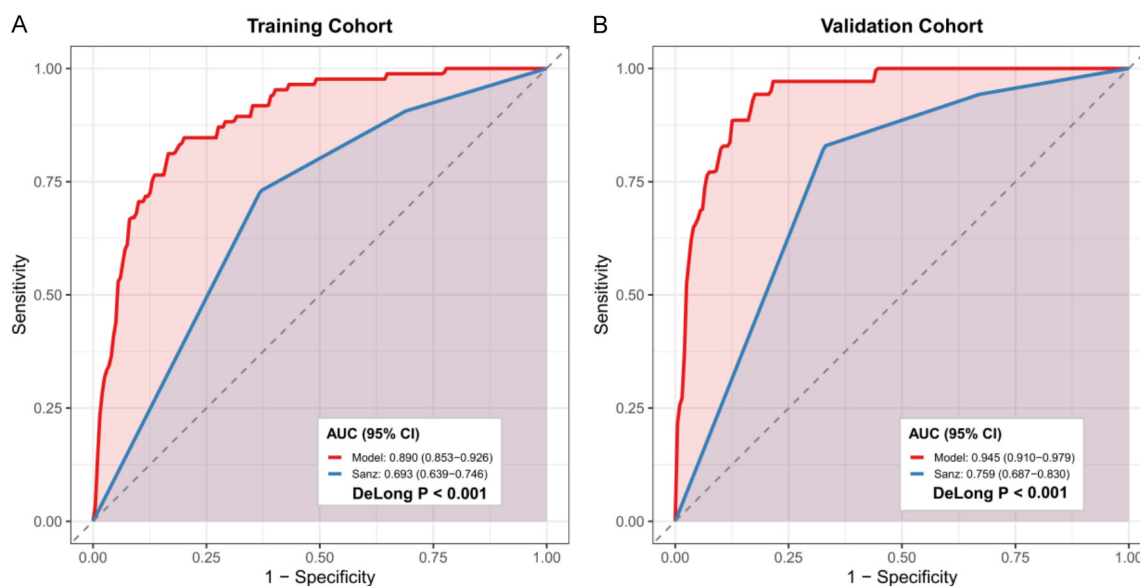 A
Training Cohort
1.00
0.75
0.50
0.25
0.00
Sensitivity
AUC (95% CI)
Model: 0.890 (0.853−0.926)
Sanz: 0.693 (0.639−0.746)
DeLong P < 0.001
0.00 0.25 0.50 0.75 1.00
1 − Specificity
B
Validation Cohort
1.00
0.75
0.50
0.25
0.00
Sensitivity
AUC (95% CI)
Model: 0.945 (0.910−0.979)
Sanz: 0.759 (0.687−0.830)
DeLong P < 0.001
0.00 0.25 0.50 0.75 1.00
1 − Specificity